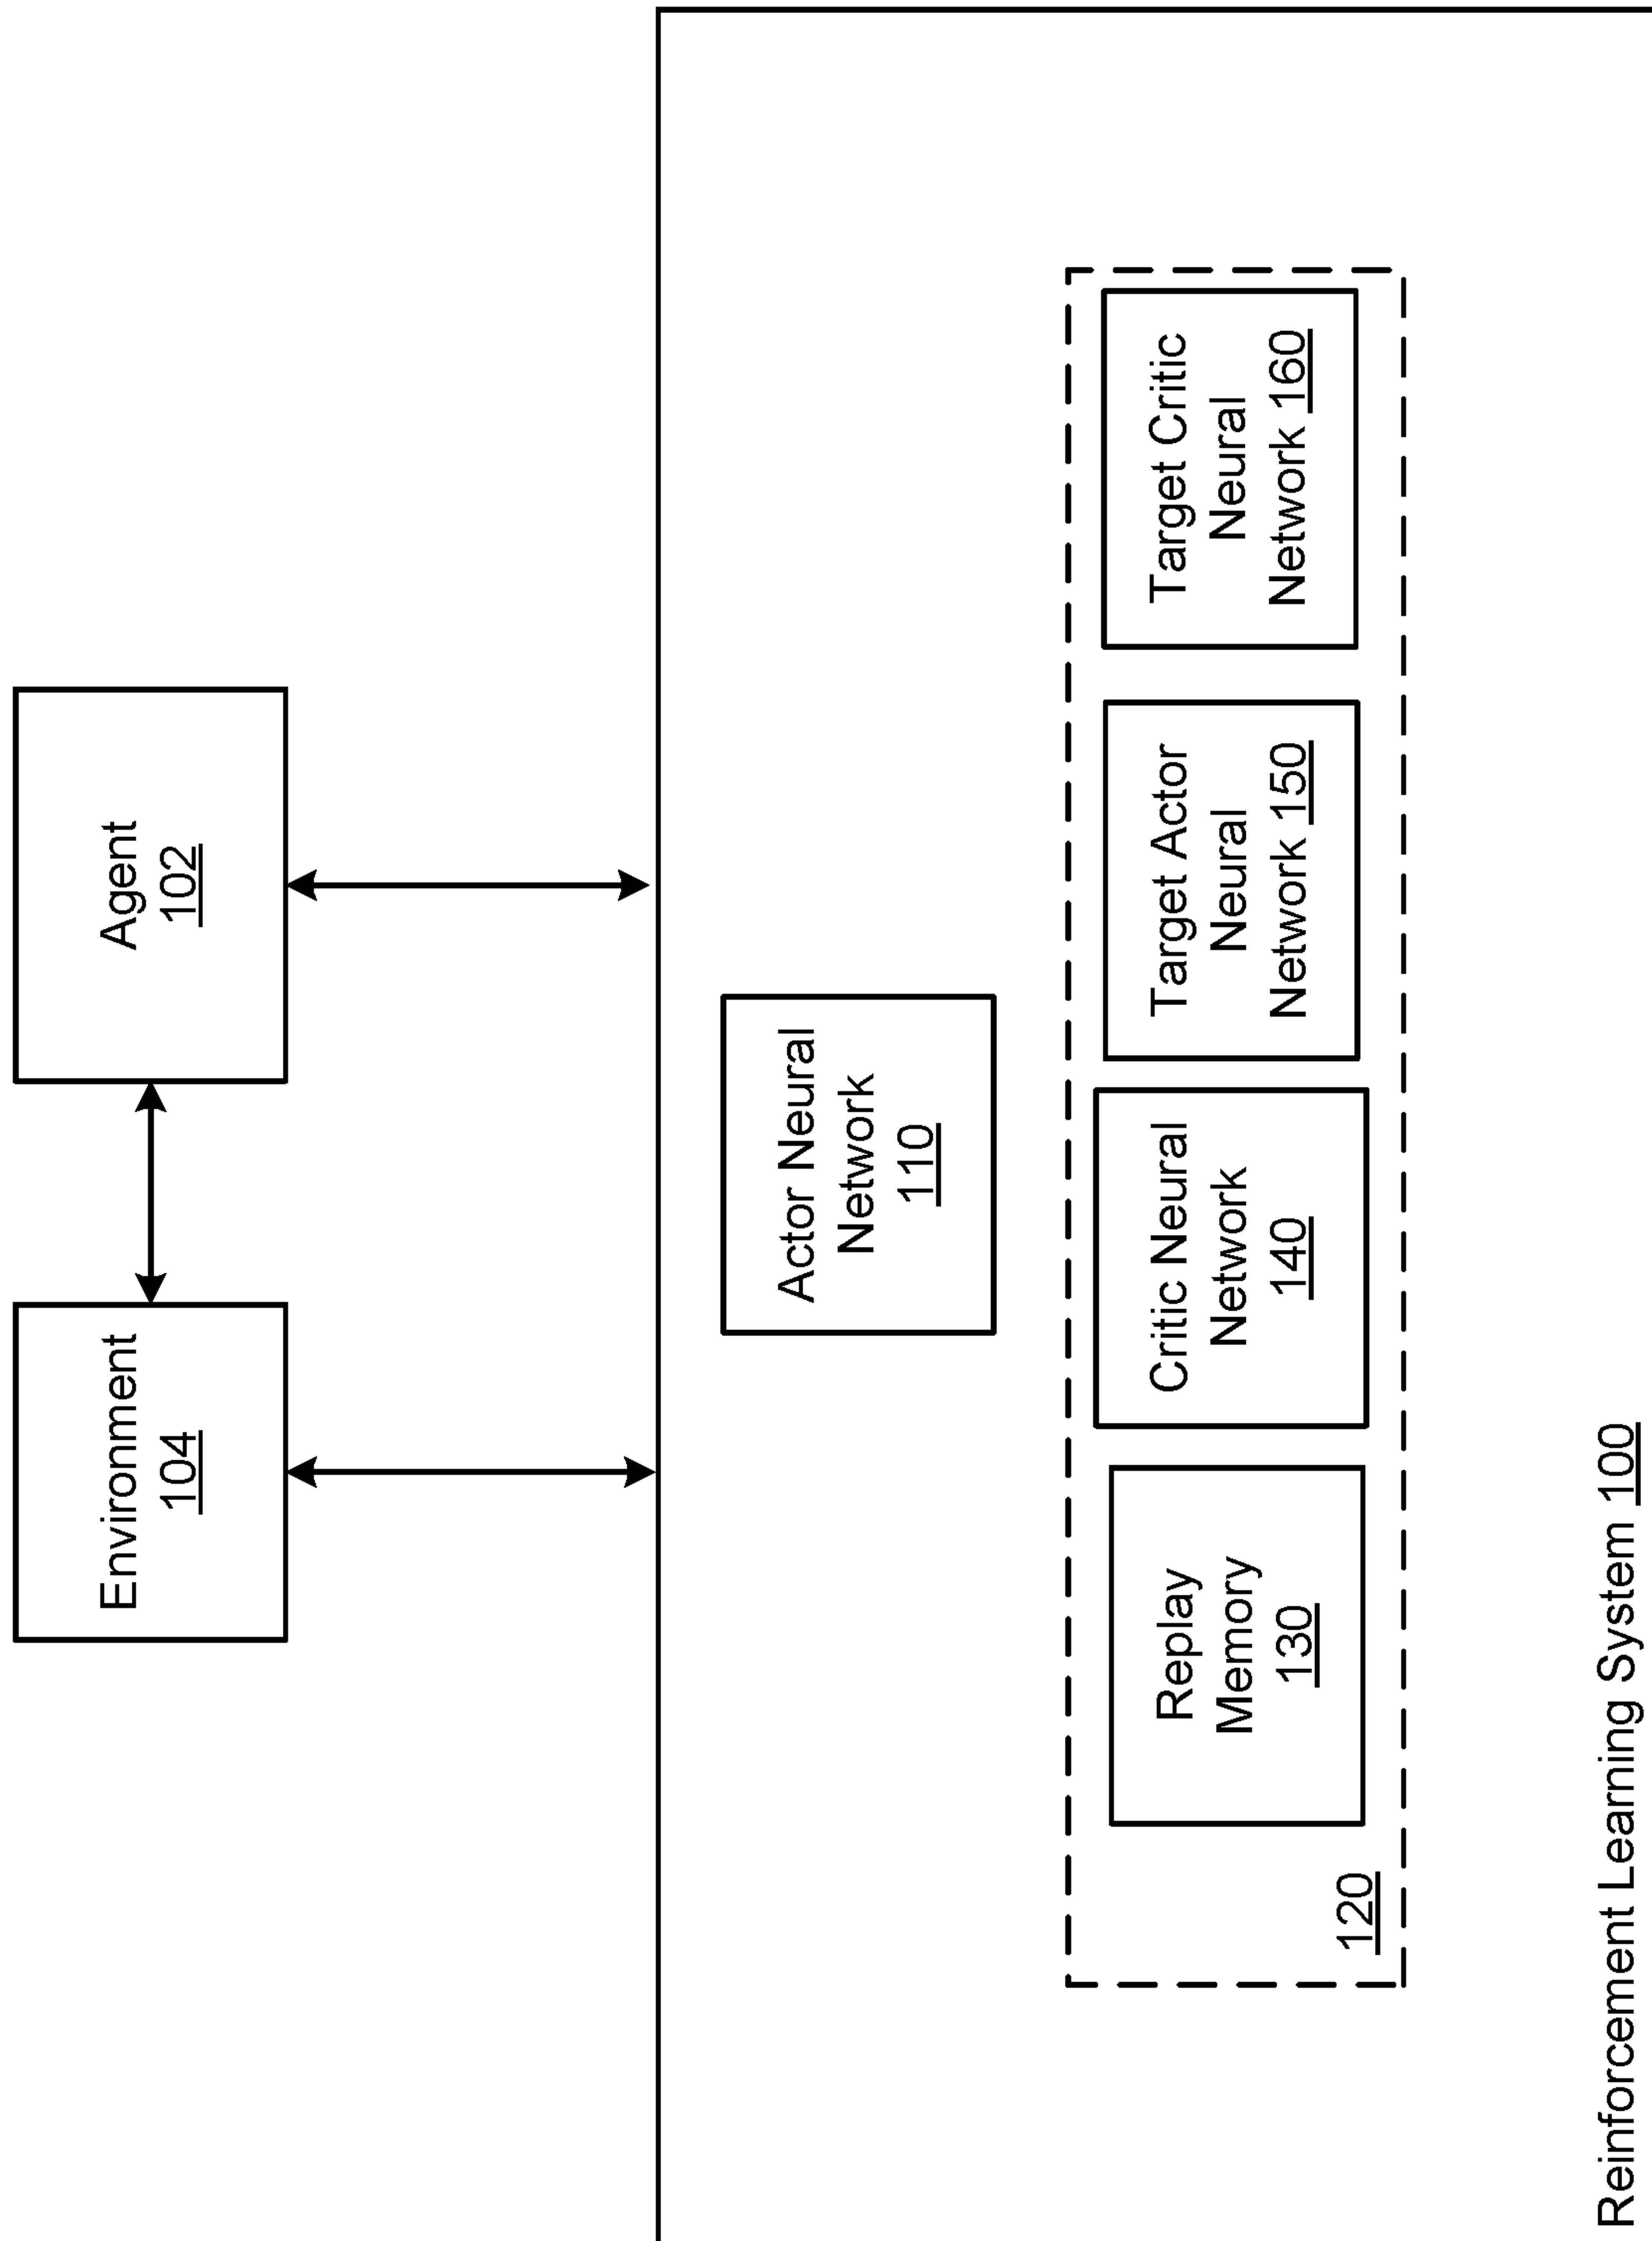 Environment
104
Agent
102
Actor Neural
Network
110
Replay
Memory
130
Critic Neural
Network
140
Target Actor
Neural
Network 150
Target Critic
Neural
Network 160
120
Reinforcement Learning System 100